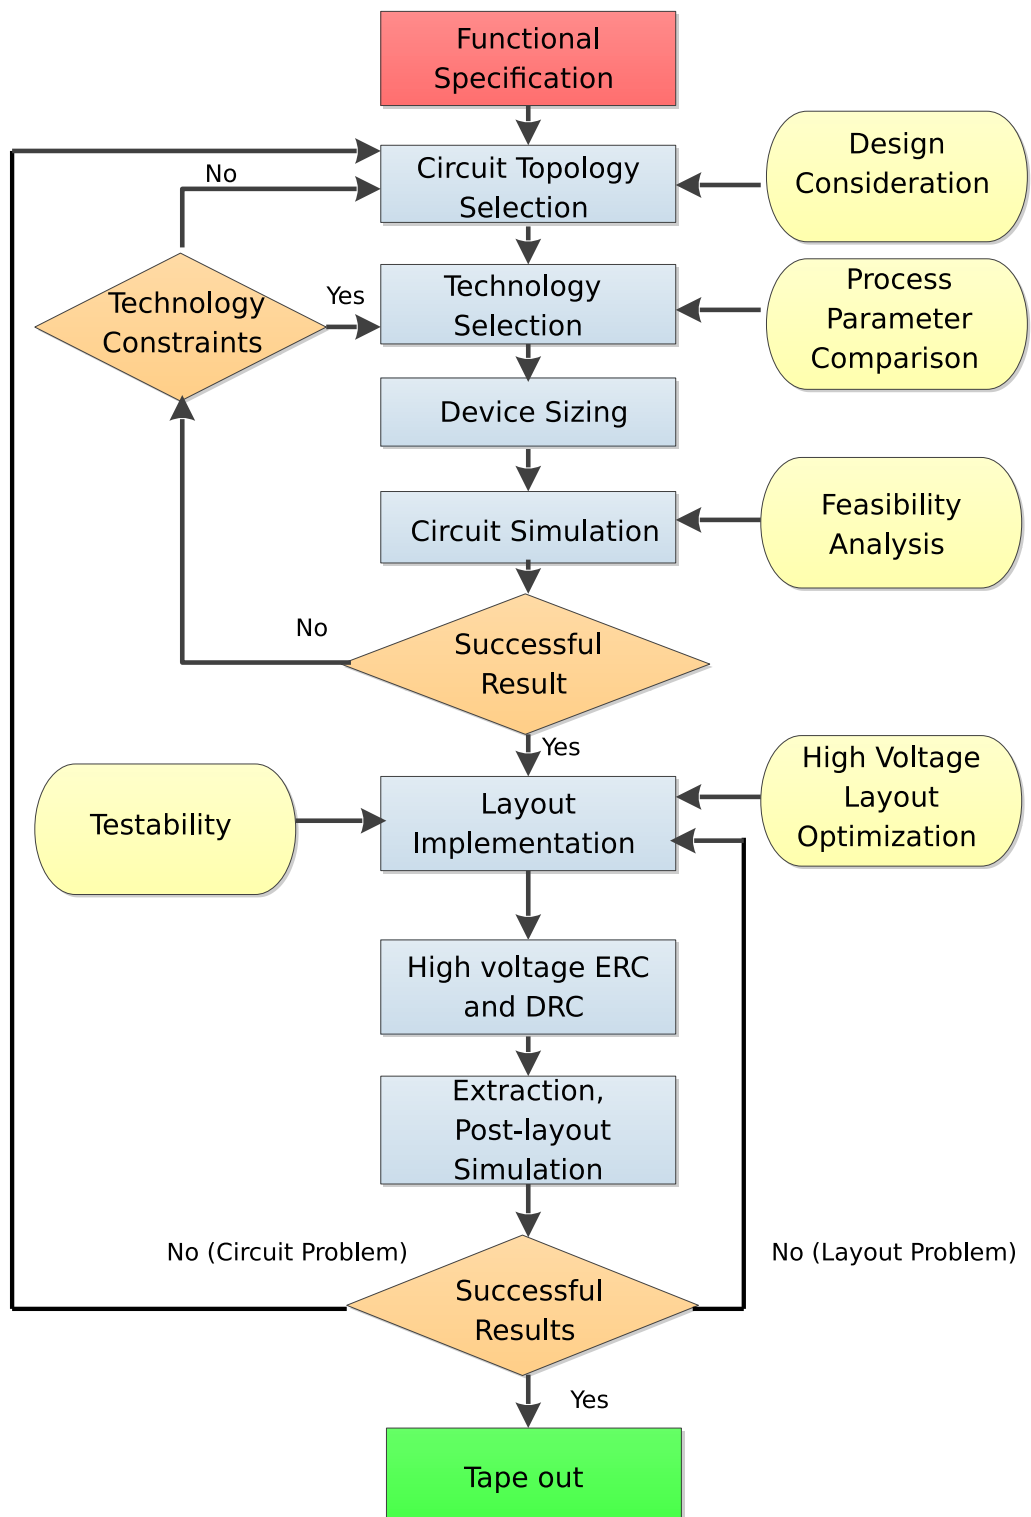 Functional
Specification
Design
Consideration
No
Circuit Topology
Selection
Technology
Constraints
Yes
Technology
Selection
Process
Parameter
Comparison
Device Sizing
Circuit Simulation
Feasibility
Analysis
No
Successful
Result
Yes
Testability
Layout
Implementation
High Voltage
Layout
Optimization
High voltage ERC
and DRC
Extraction,
Post-layout
Simulation
No (Circuit Problem)
No (Layout Problem)
Successful
Results
Yes
Tape out